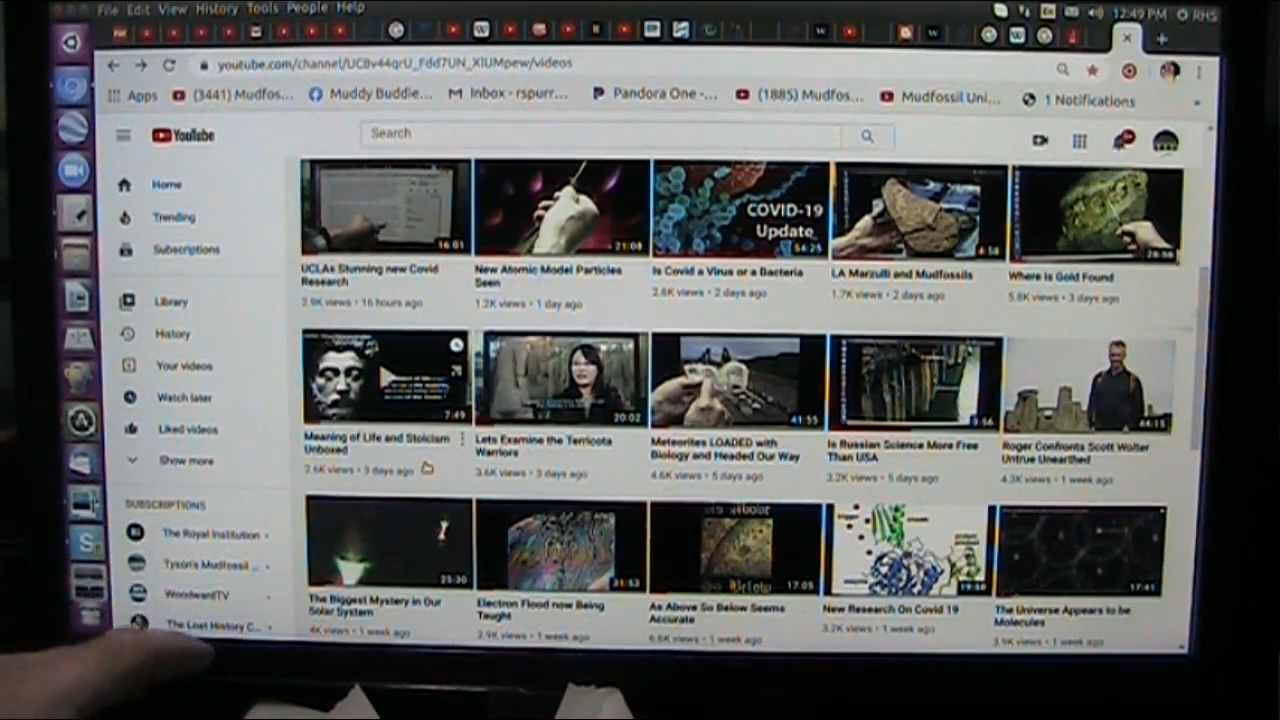 File Edit View History Tools People Help
En 12:49 PM RHS
youtube.com/channel/
Apps (3441) Mudfos... Muddy Buddie... Inbox - rspurr... Pandora One -... (1885) Mudfos... Mudfossil Uni... 1 Notifications
YouTube
Search
Home
Trending
Subscriptions
Library
History
Your videos
Watch later
Liked videos
Show more
SUBSCRIPTIONS
The Royal Institution
Tyson's Mudfossil ...
WoodwardTV
The Lost History C...
COVID-19
Update
16:01
21:08
54:25
4:58
UCLAs Stunning new Covid
Research
2.9K views • 16 hours ago
New Atomic Model Particles
Seen
1.2K views • 1 day ago
Is Covid a Virus or a Bacteria
2.6K views • 2 days ago
LA Marzulli and Mudfossils
1.7K views • 2 days ago
Where is Gold Found
5.8K views • 3 days ago
7:49
20:02
41:55
44:15
Meaning of Life and Stoicism
Unboxed
2.6K views • 3 days ago
Lets Examine the Terricota
Warriors
3.6K views • 3 days ago
Meteorites LOADED with
Biology and Headed Our Way
4.6K views • 5 days ago
Is Russian Science More Free
Than USA
3.2K views • 5 days ago
Roger Confronts Scott Wolter
Untrue Unearthed
4.3K views • 1 week ago
As Above
So Below
25:30
31:53
17:05
17:41
The Biggest Mystery in Our
Solar System
4K views • 1 week ago
Electron Flood now Being
Taught
2.9K views • 1 week ago
As Above So Below Seems
Accurate
6.6K views • 1 week ago
New Research On Covid 19
3.2K views • 1 week ago
The Universe Appears to be
Molecules
3.9K views • 1 week ago